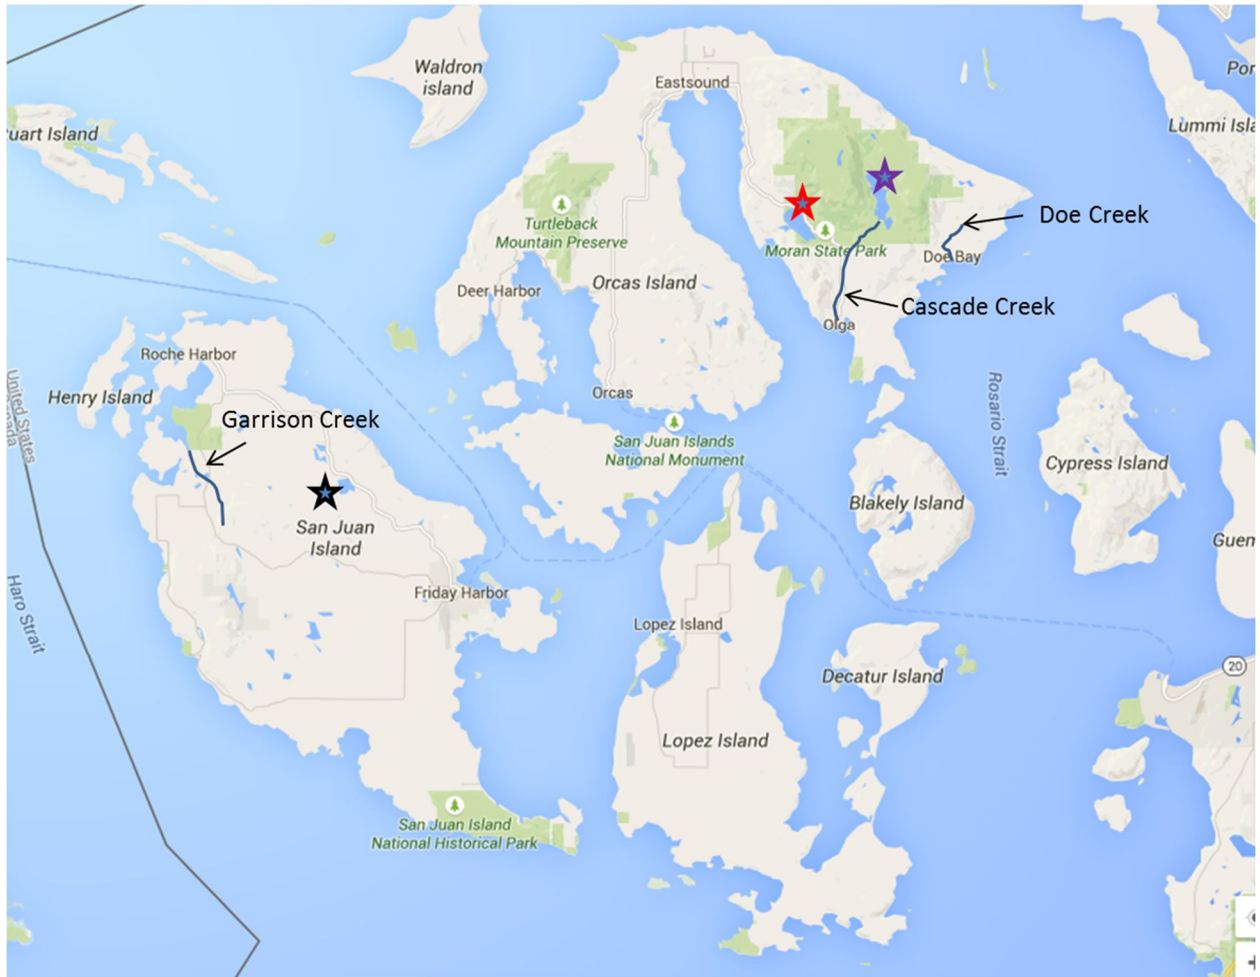 Waldron
island
Eastsound
Por
Lummi Isla
uart Island
Turtleback
Mountain Preserve
Moran State Park
Doe Creek
Doe Bay
Deer Harbor
Orcas Island
Cascade Creek
Olga
Roche Harbor
Henry Island
Orcas
Garrison Creek
San Juan Islands
National Monument
Rosario Strait
Cypress Island
Blakely Island
San Juan
Island
United States
Canada
Guem
Haro Strait
Friday Harbor
Lopez Island
Decatur Island
20
Lopez Island
San Juan Island
National Historical Park